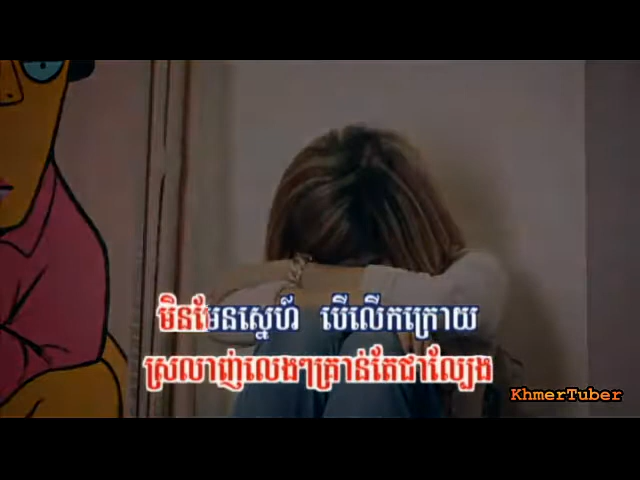 មិនមែនស្នេហ៍ បើលើកក្រោយ
ស្រលាញ់លេងៗគ្រាន់តែជាល្បែង
KhmerTuber